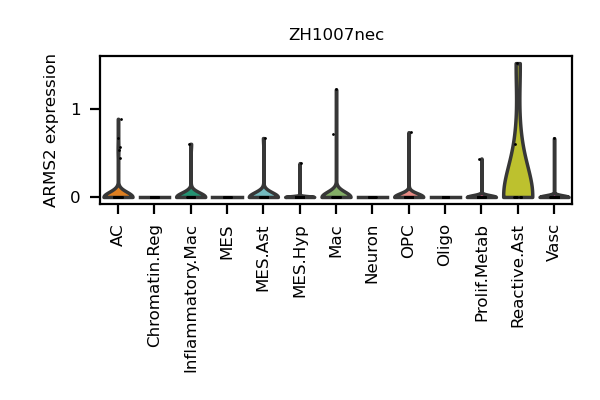 ZH1007nec
ARMS2 expression
1
0
AC
Chromatin.Reg
Inflammatory.Mac
MES
MES.Ast
MES.Hyp
Mac
Neuron
OPC
Oligo
Prolif.Metab
Reactive.Ast
Vasc